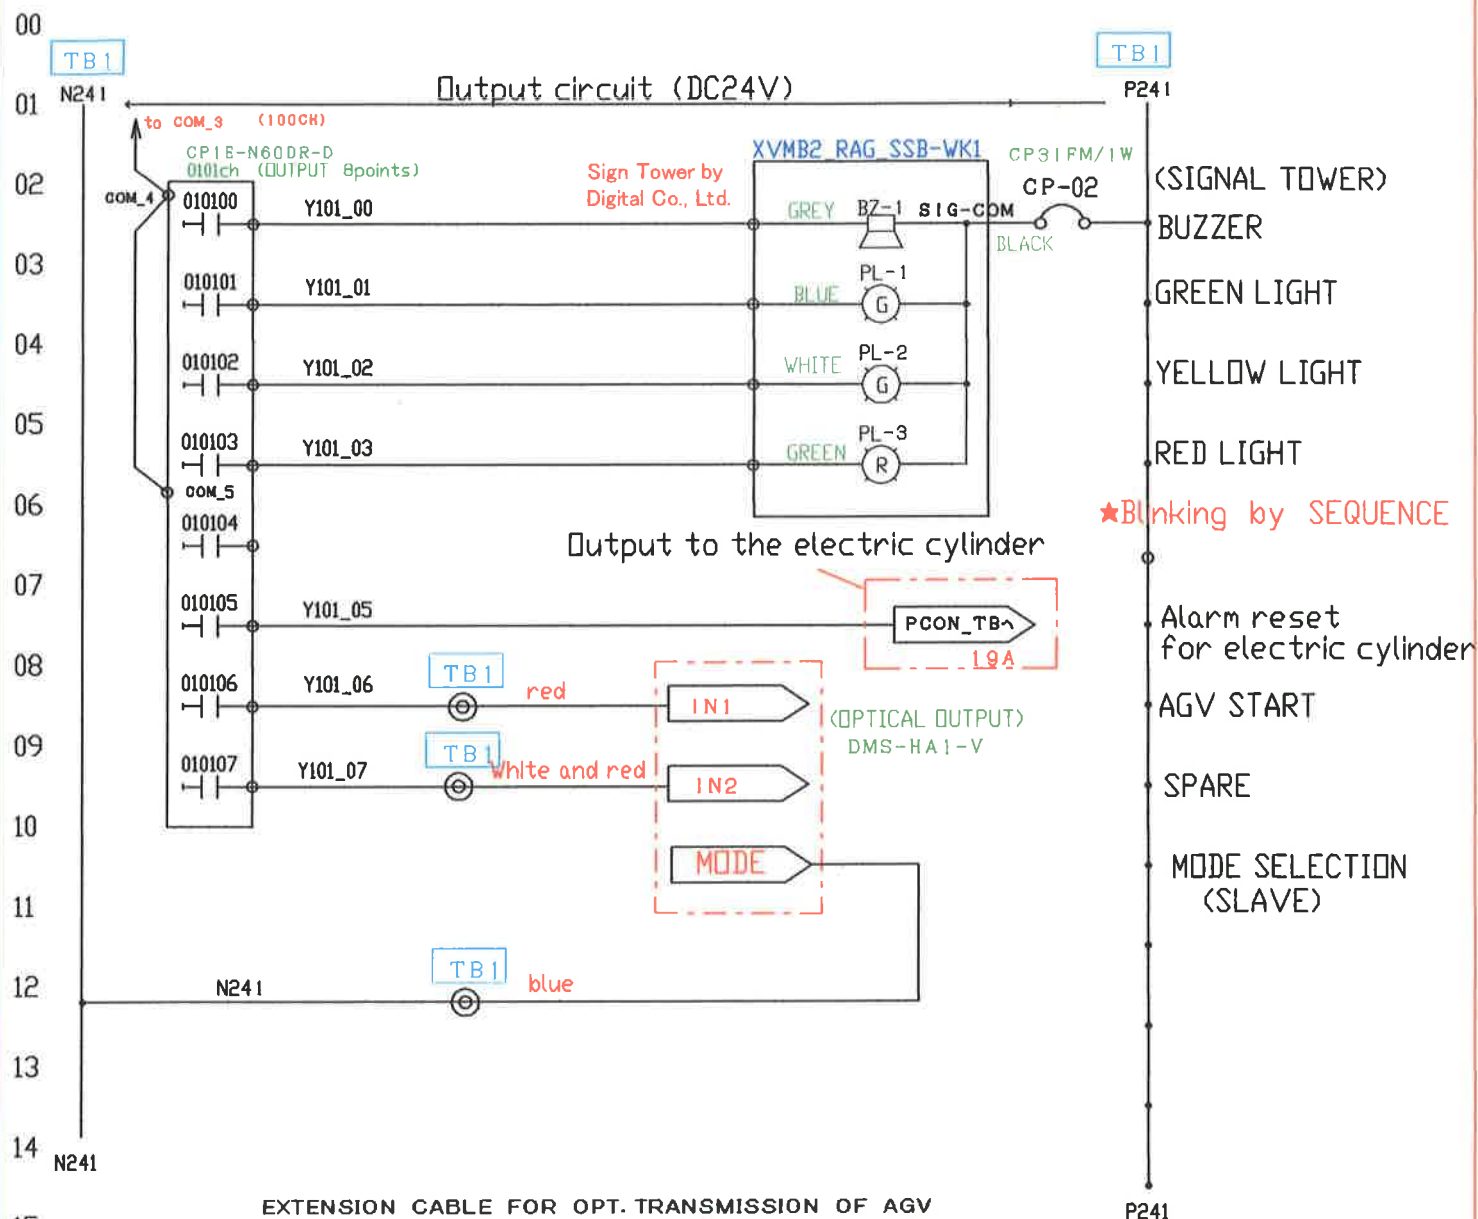 00
TB1
TB1
N241
Output circuit (DC24V)
P241
01
to COM_3 (100CH)
CP1E-N60DR-D
0101ch (OUTPUT 8points)
Sign Tower by
Digital Co., Ltd.
XVMB2_RAG_SSB-WK1
CP31FM/1W
CP-02
(SIGNAL TOWER)
02
COM_4
010100
Y101_00
GREY
BZ-1
SIG-COM
BLACK
BUZZER
03
010101
Y101_01
BLUE
PL-1
G
GREEN LIGHT
04
010102
Y101_02
WHITE
PL-2
G
YELLOW LIGHT
05
010103
Y101_03
GREEN
PL-3
R
RED LIGHT
COM_5
06
★Blinking by SEQUENCE
010104
Output to the electric cylinder
07
010105
Y101_05
PCON_TB
19A
Alarm reset
for electric cylinder
08
010106
Y101_06
TB1
red
IN1
(OPTICAL OUTPUT)
DMS-HA1-V
AGV START
09
010107
Y101_07
TB1
White and red
IN2
SPARE
10
MODE
MODE SELECTION
(SLAVE)
11
12
N241
TB1
blue
13
14
N241
EXTENSION CABLE FOR OPT. TRANSMISSION OF AGV
P241